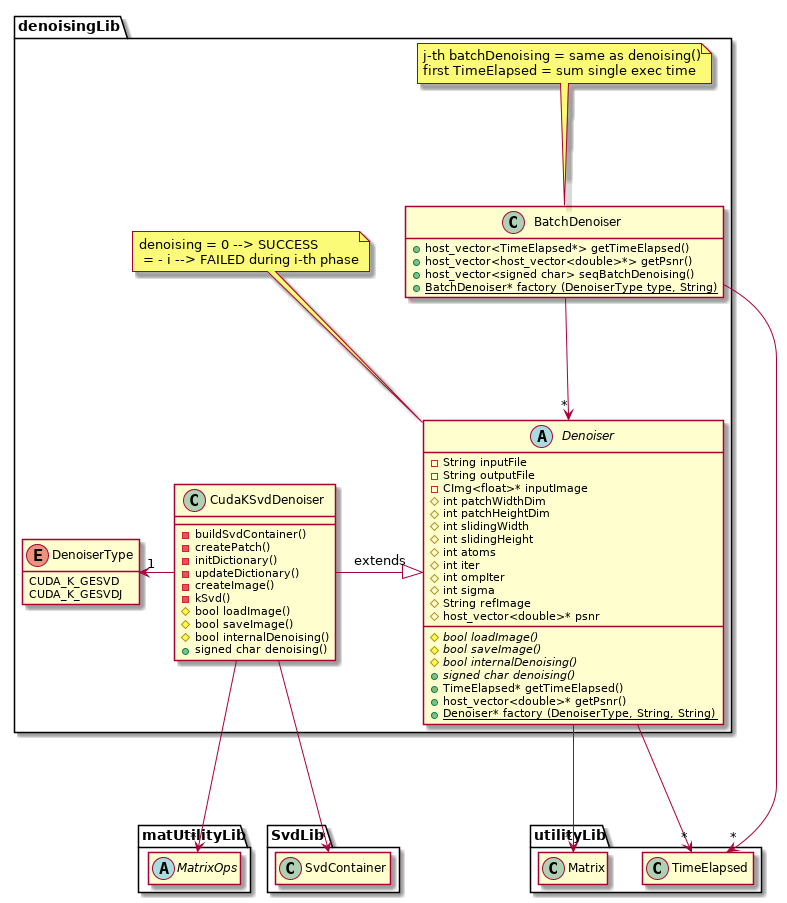 denoisingLib
j-th batchDenoising = same as denoising()
first TimeElapsed = sum single exec time
C BatchDenoiser
host_vector<TimeElapsed*> getTimeElapsed()
host_vector<host_vector<double>*> getPsnr()
host_vector<signed char> seqBatchDenoising()
BatchDenoiser* factory (DenoiserType type, String)
denoising = 0 --> SUCCESS
= - i --> FAILED during i-th phase
*
A Denoiser
String inputFile
String outputFile
CImg<float>* inputImage
int patchWidthDim
int patchHeightDim
int slidingWidth
int slidingHeight
int atoms
int iter
int ompIter
int sigma
String refImage
host_vector<double>* psnr
bool loadImage()
bool saveImage()
bool internalDenoising()
signed char denoising()
TimeElapsed* getTimeElapsed()
host_vector<double>* getPsnr()
Denoiser* factory (DenoiserType, String, String)
C CudaKSvdDenoiser
buildSvdContainer()
createPatch()
initDictionary()
updateDictionary()
createImage()
kSvd()
bool loadImage()
bool saveImage()
bool internalDenoising()
signed char denoising()
extends
1
E DenoiserType
CUDA_K_GESVD
CUDA_K_GESVDJ
matUtilityLib
A MatrixOps
SvdLib
C SvdContainer
utilityLib
* *
C Matrix
C TimeElapsed